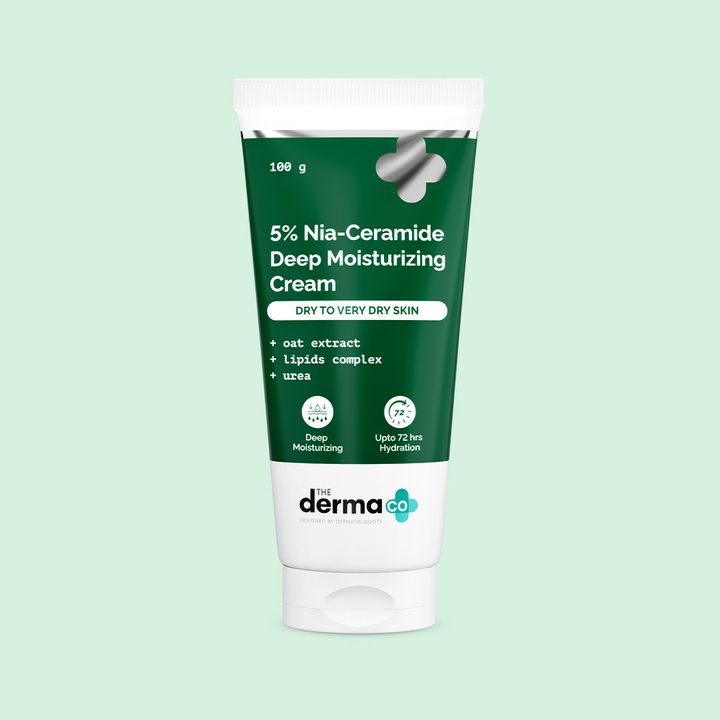 100 g
5% Nia-Ceramide
Deep Moisturizing
Cream
DRY TO VERY DRY SKIN
+ oat extract
+ lipids complex
+ urea
72
Deep
Moisturizing
Upto 72 hrs
Hydration
THE
derma co
DESIGNED BY DERMATOLOGISTS